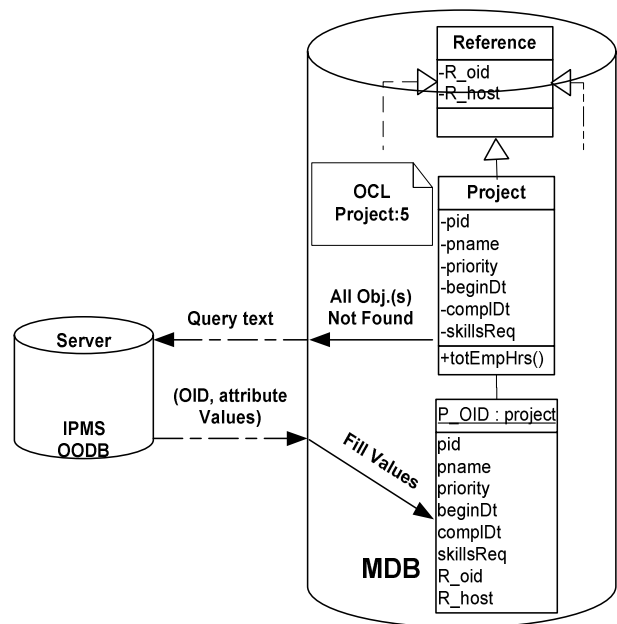 Reference
-R_oid
-R_host
OCL
Project:5
Project
-pid
-pname
-priority
-beginDt
-complDt
-skillsReq
+totEmpHrs()
All Obj.(s)
Not Found
Query text
Server
IPMS
OODB
(OID, attribute
Values)
Fill Values
P_OID : project
pid
pname
priority
beginDt
complDt
skillsReq
R_oid
R_host
MDB